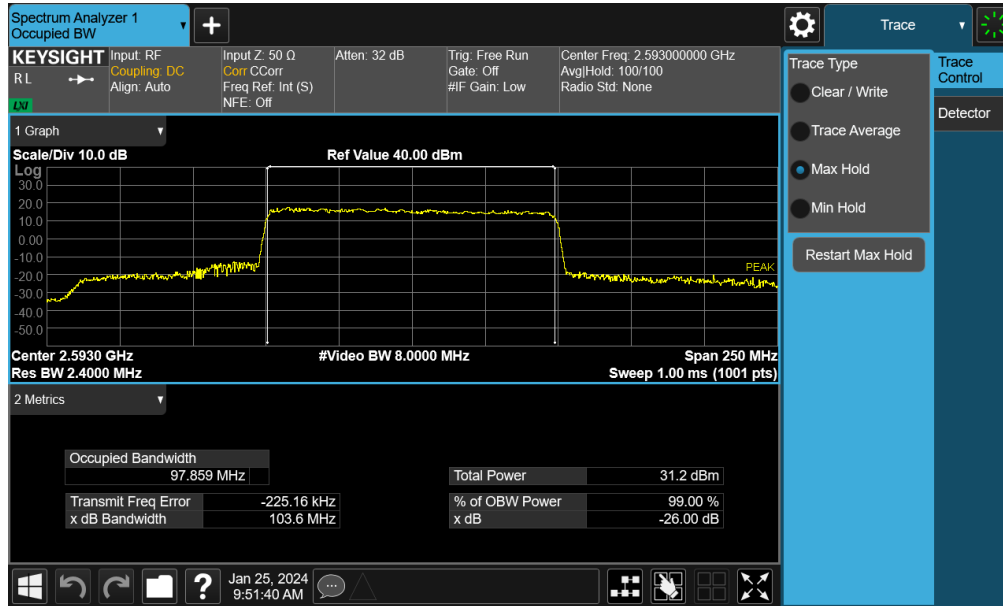 Spectrum Analyzer 1
Occupied BW
Trace
KEYSIGHT
R L
LXI
Input: RF
Coupling: DC
Align: Auto
Input Z: 50 Ω
Corr CCorr
Freq Ref: Int (S)
NFE: Off
Atten: 32 dB
Trig: Free Run
Gate: Off
#IF Gain: Low
Center Freq: 2.593000000 GHz
Avg|Hold: 100/100
Radio Std: None
Trace Type
Clear / Write
Trace Average
Max Hold
Min Hold
Restart Max Hold
Trace
Control
Detector
1 Graph
Scale/Div 10.0 dB
Ref Value 40.00 dBm
Log
30.0
20.0
10.0
0.00
-10.0
-20.0
-30.0
-40.0
-50.0
PEAK
Center 2.5930 GHz
#Video BW 8.0000 MHz
Span 250 MHz
Res BW 2.4000 MHz
Sweep 1.00 ms (1001 pts)
2 Metrics
Occupied Bandwidth
97.859 MHz
Total Power 31.2 dBm
Transmit Freq Error -225.16 kHz
% of OBW Power 99.00 %
x dB Bandwidth 103.6 MHz
x dB -26.00 dB
?
Jan 25, 2024
9:51:40 AM